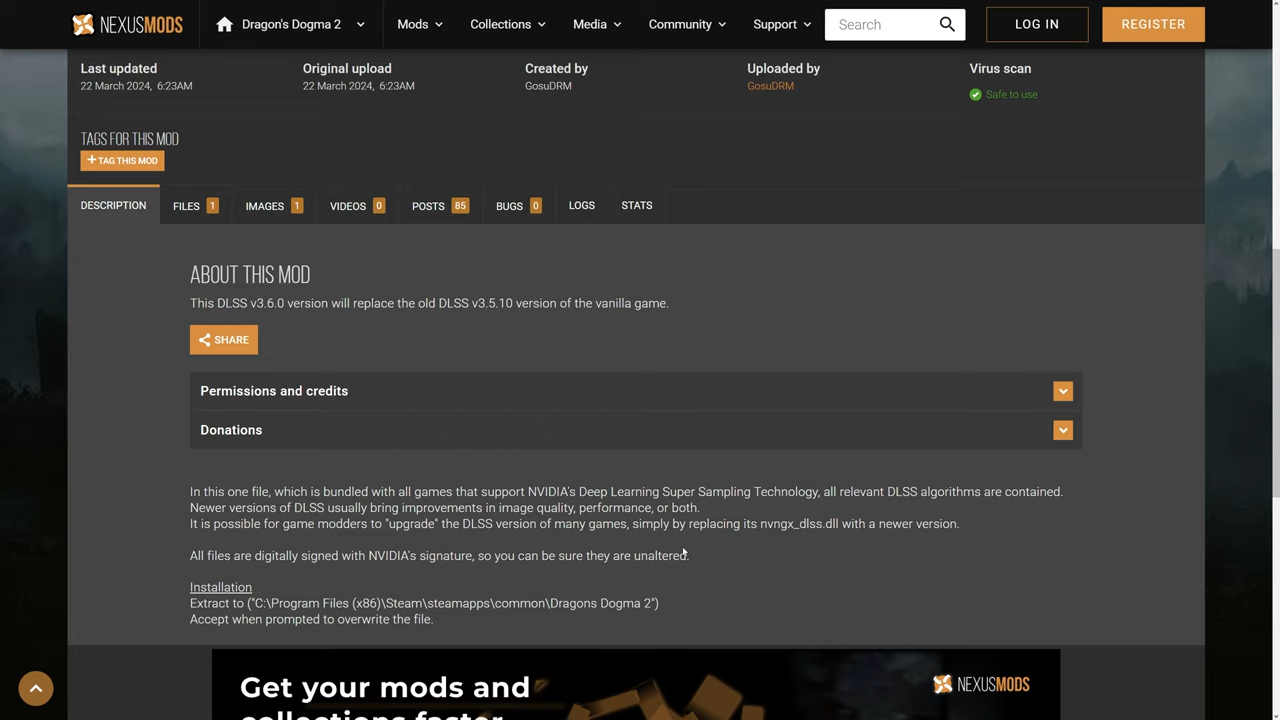 NEXUSMODS
Dragon's Dogma 2
Mods
Collections
Media
Community
Support
Search
LOG IN
REGISTER
Last updated
22 March 2024, 6:23AM
Original upload
22 March 2024, 6:23AM
Created by
GosuDRM
Uploaded by
GosuDRM
Virus scan
Safe to use
TAGS FOR THIS MOD
+ TAG THIS MOD
DESCRIPTION
FILES 1
IMAGES 1
VIDEOS 0
POSTS 85
BUGS 0
LOGS
STATS
ABOUT THIS MOD
This DLSS v3.6.0 version will replace the old DLSS v3.5.10 version of the vanilla game.
SHARE
Permissions and credits
Donations
In this one file, which is bundled with all games that support NVIDIA's Deep Learning Super Sampling Technology, all relevant DLSS algorithms are contained.
Newer versions of DLSS usually bring improvements in image quality, performance, or both.
It is possible for game modders to "upgrade" the DLSS version of many games, simply by replacing its nvngx_dlss.dll with a newer version.
All files are digitally signed with NVIDIA's signature, so you can be sure they are unaltered.
Installation
Extract to ("C:\Program Files (x86)\Steam\steamapps\common\Dragons Dogma 2")
Accept when prompted to overwrite the file.
Get your mods and
collections faster
NEXUSMODS